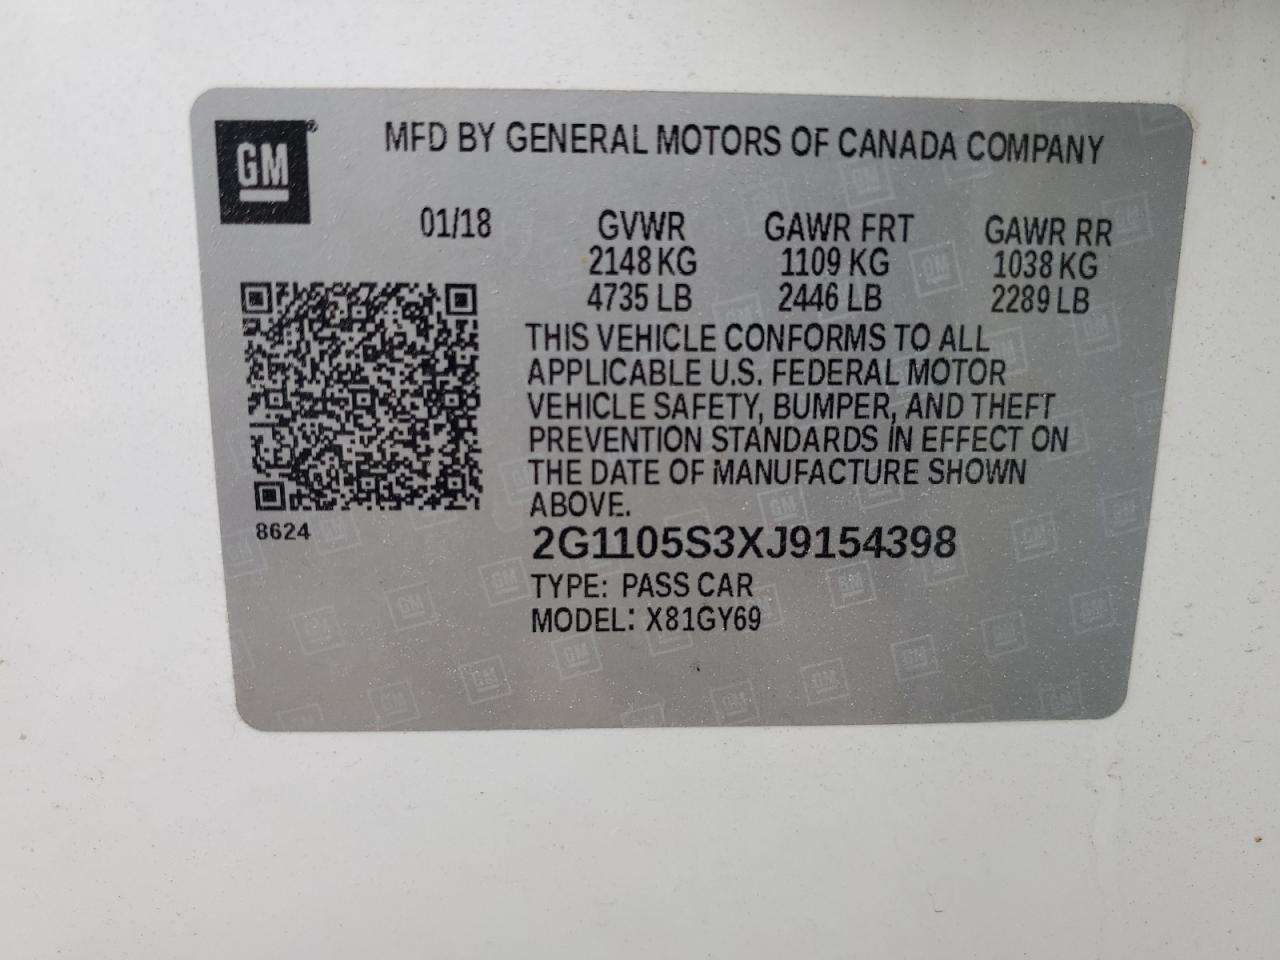 GM
MFD BY GENERAL MOTORS OF CANADA COMPANY
01/18 GVWR GAWR FRT GAWR RR
2148 KG 1109 KG 1038 KG
4735 LB 2446 LB 2289 LB
THIS VEHICLE CONFORMS TO ALL
APPLICABLE U.S. FEDERAL MOTOR
VEHICLE SAFETY, BUMPER, AND THEFT
PREVENTION STANDARDS IN EFFECT ON
THE DATE OF MANUFACTURE SHOWN
ABOVE.
8624
2G1105S3XJ9154398
TYPE: PASS CAR
MODEL: X81GY69